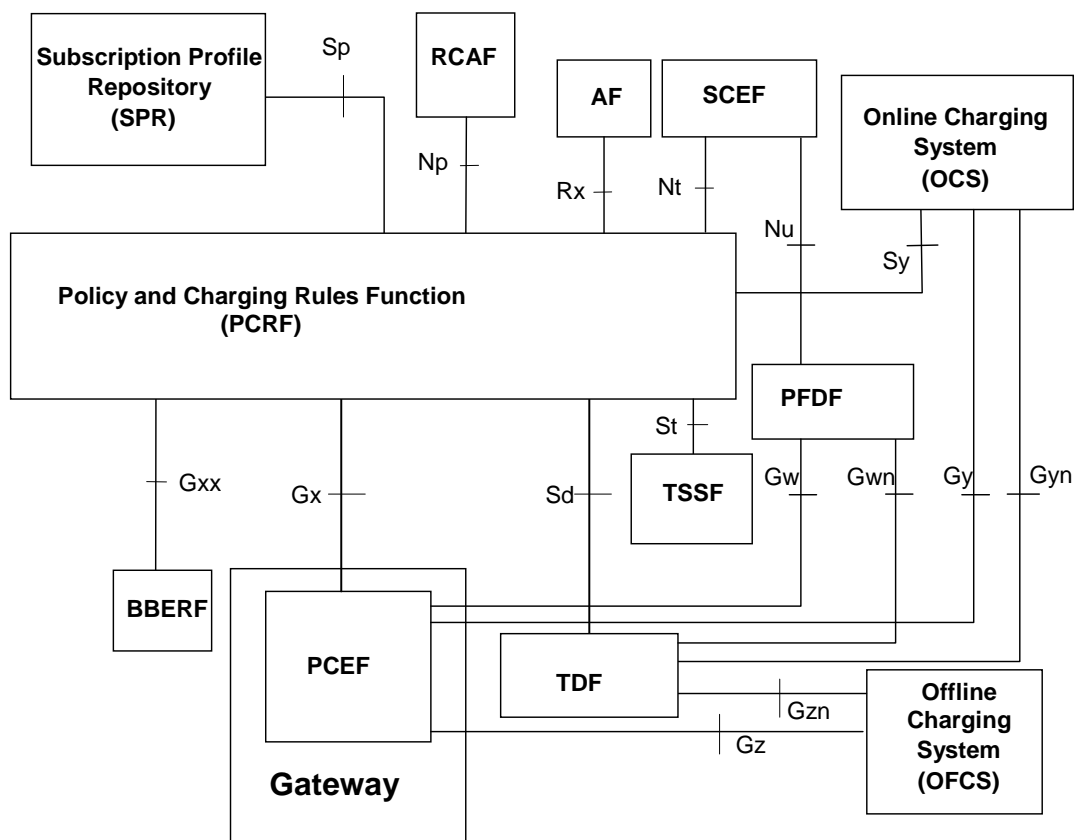 Subscription Profile
Repository
(SPR)
Sp
RCAF
AF
SCEF
Online Charging
System
(OCS)
Np
Rx
Nt
Nu
Sy
Policy and Charging Rules Function
(PCRF)
PFDF
St
Gxx
Gx
Sd
TSSF
Gw
Gwn
Gy
Gyn
BBERF
PCEF
TDF
Offline
Charging
System
(OFCS)
Gzn
Gz
Gateway